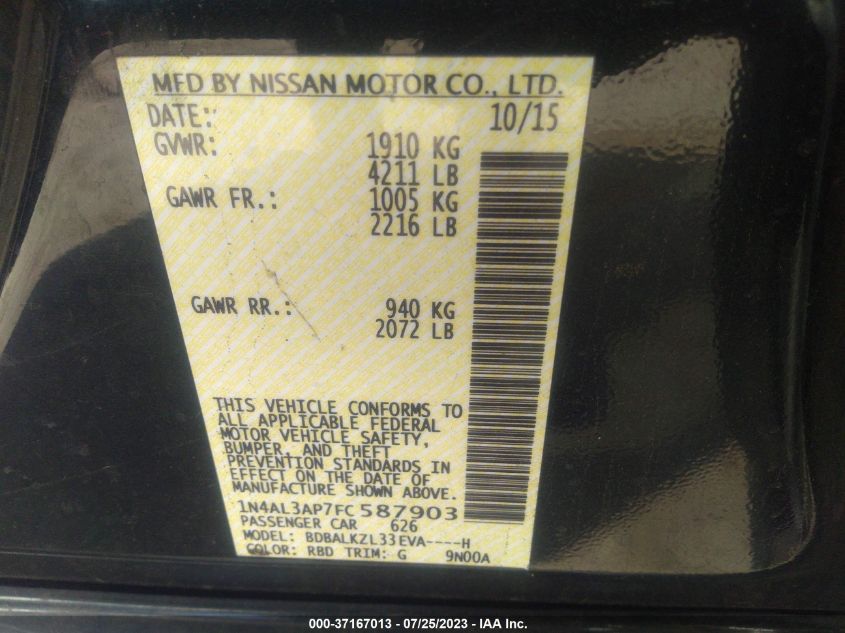 MFD BY NISSAN MOTOR CO., LTD.
DATE: 10/15
GVWR: 1910 KG
4211 LB
GAWR FR.: 1005 KG
2216 LB
GAWR RR.: 940 KG
2072 LB
THIS VEHICLE CONFORMS TO
ALL APPLICABLE FEDERAL
MOTOR VEHICLE SAFETY,
BUMPER, AND THEFT
PREVENTION STANDARDS IN
EFFECT ON THE DATE OF
MANUFACTURE SHOWN ABOVE.
1N4AL3AP7FC587903
PASSENGER CAR 626
MODEL: BDBALKZL33EVA----H
COLOR: RBD TRIM: G 9N00A
000-37167013 - 07/25/2023 - IAA Inc.